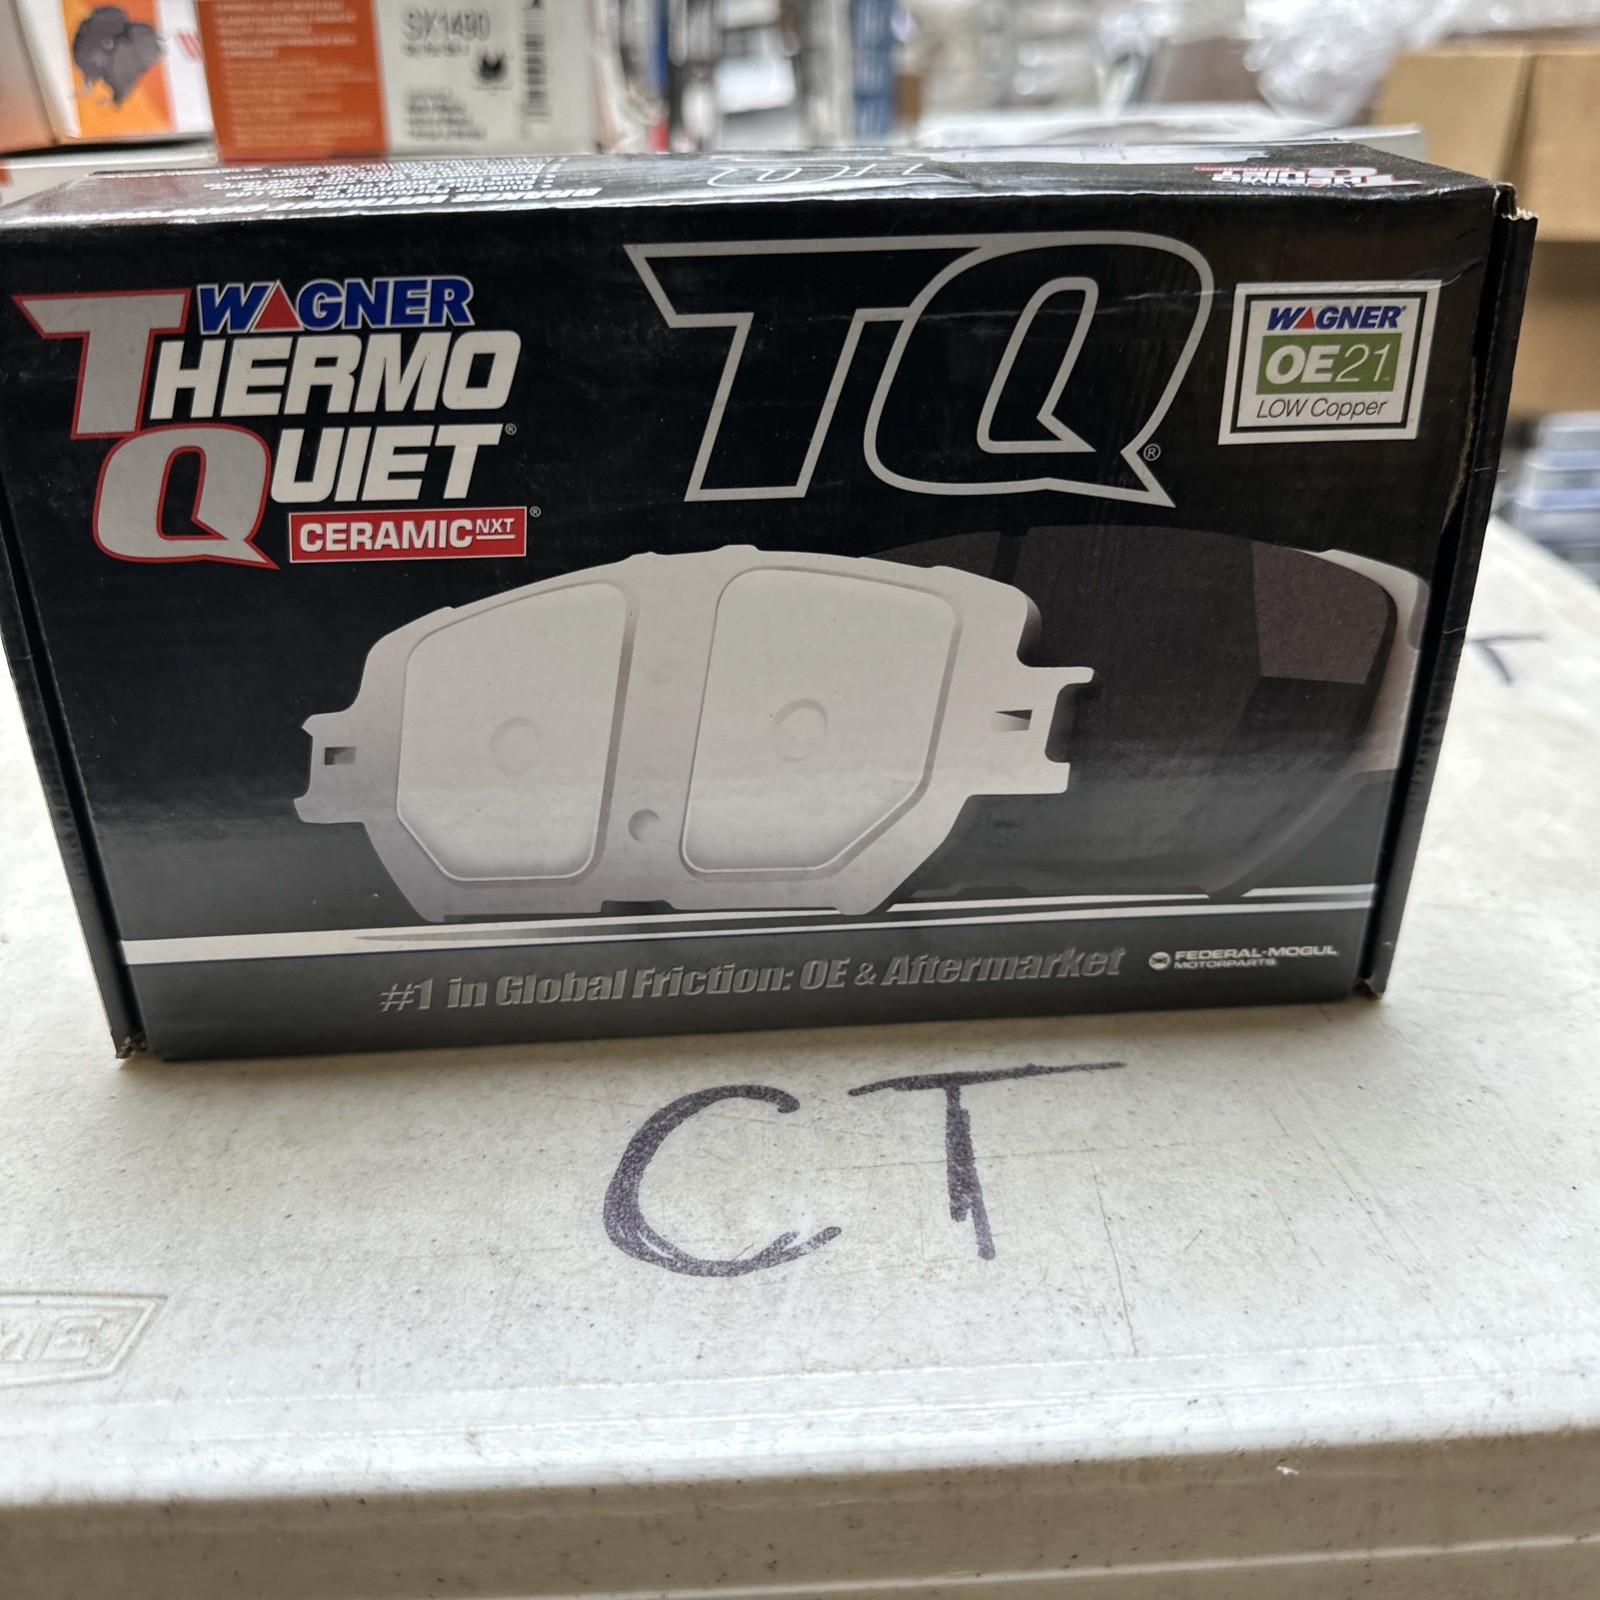 SX1490
TQ
WAGNER
THERMO
QUIET®
CERAMIC NXT®
TQ®
WAGNER
OE21
LOW Copper
#1 in Global Friction: OE & Aftermarket
FEDERAL-MOGUL
MOTORPARTS
CT